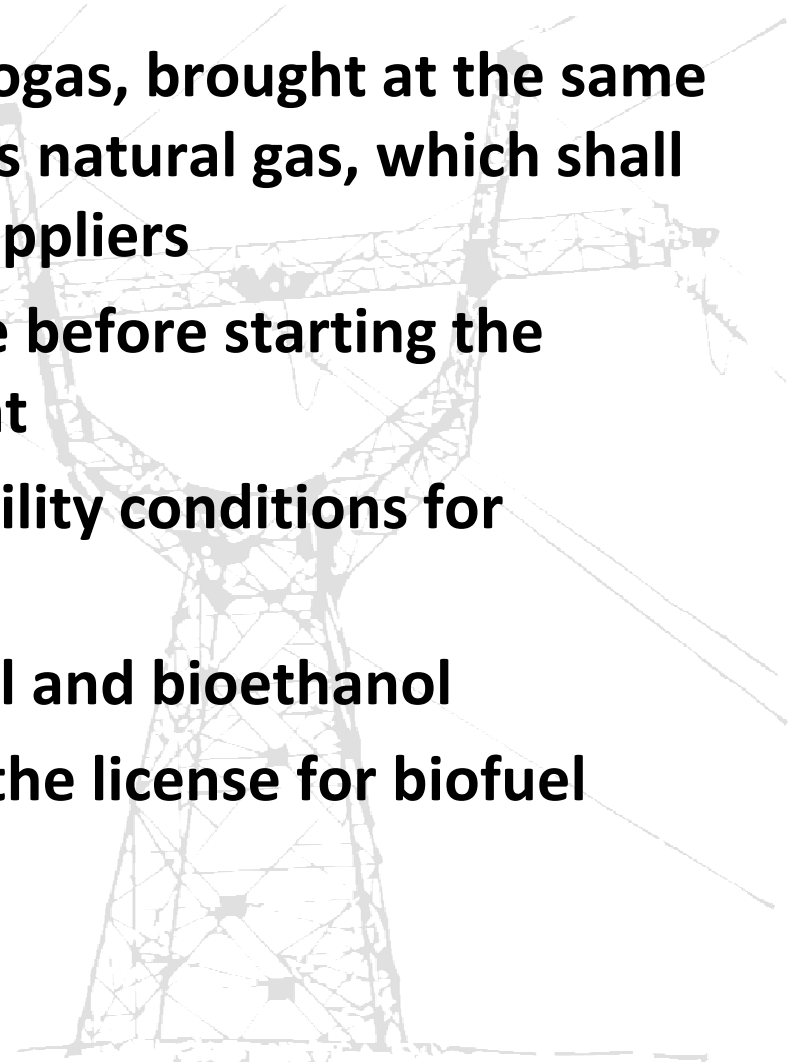 ogas, brought at the same
s natural gas, which shall
ppliers
e before starting the
nt
ility conditions for
l and bioethanol
the license for biofuel